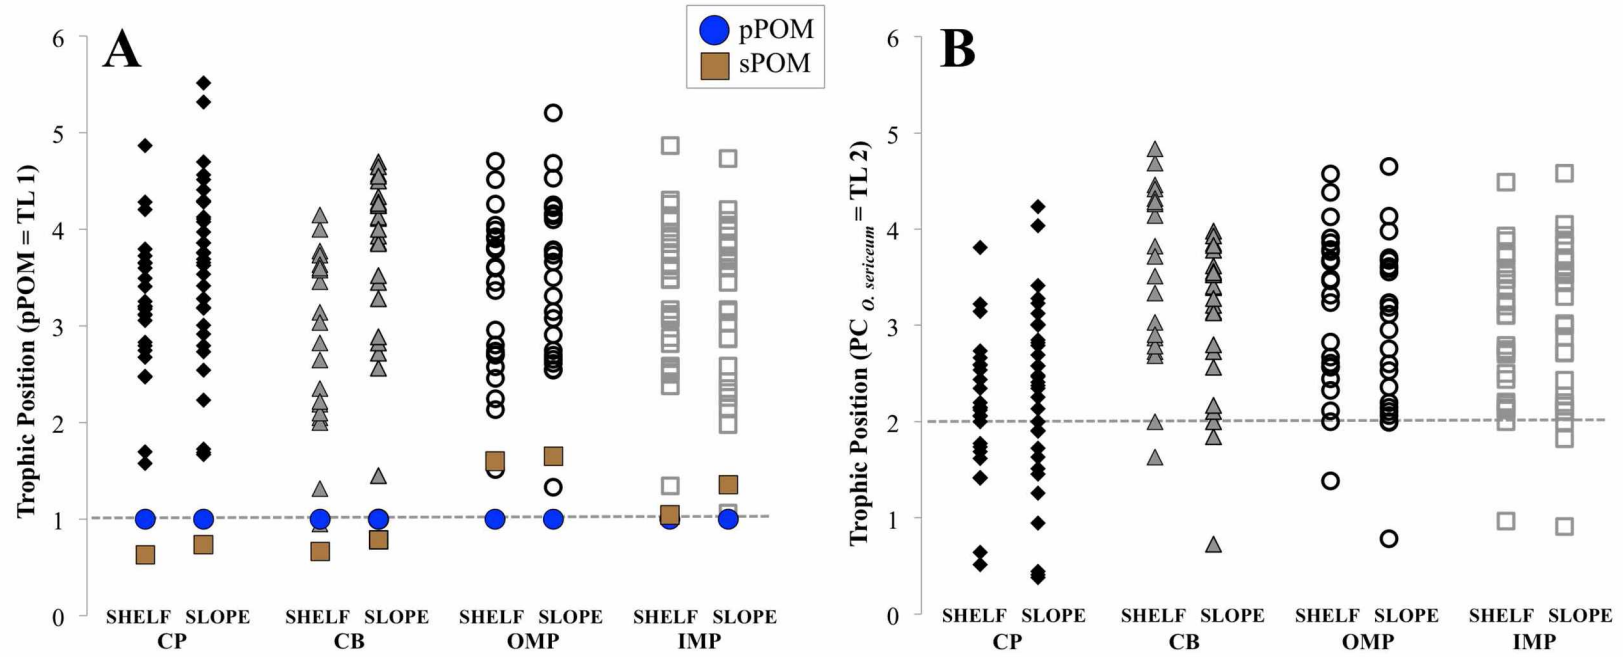 A
pPOM
sPOM
Trophic Position (pPOM = TL 1)
6
5
4
3
2
1
0
SHELF SLOPE SHELF SLOPE SHELF SLOPE SHELF SLOPE
CP CB OMP IMP
B
Trophic Position (PC O. sericeum = TL 2)
6
5
4
3
2
1
0
SHELF SLOPE SHELF SLOPE SHELF SLOPE SHELF SLOPE
CP CB OMP IMP